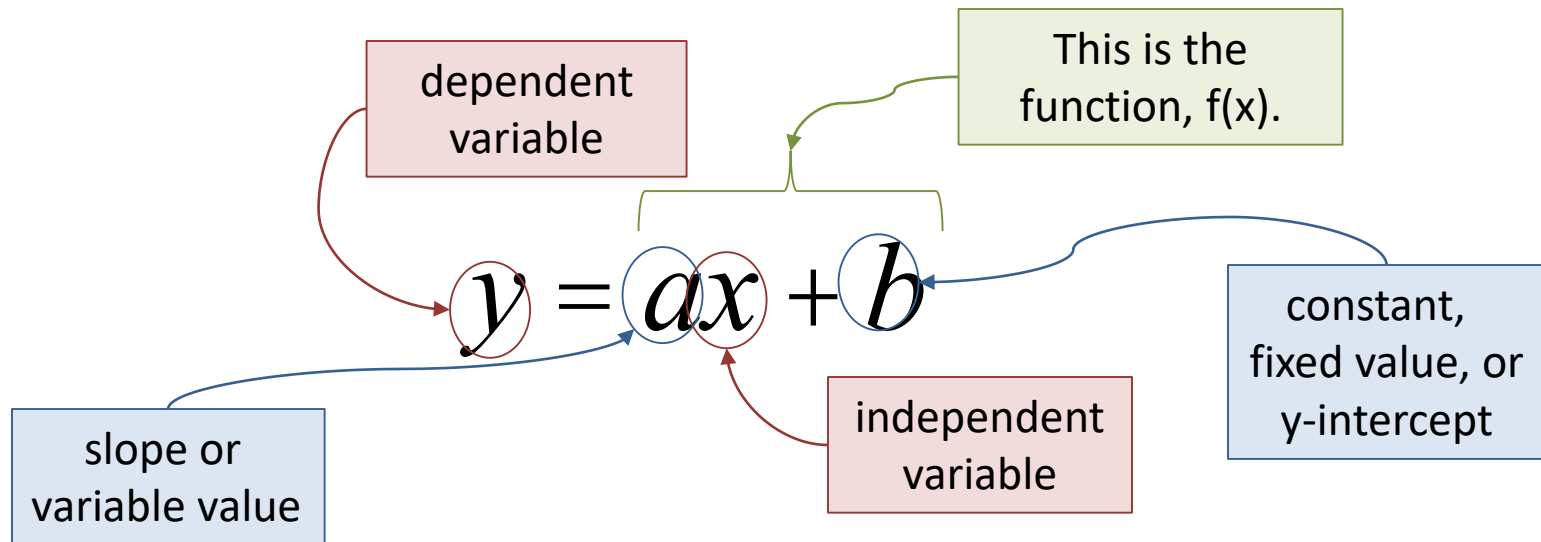 dependent
variable
This is the
function, f(x).
y = ax + b
constant,
fixed value, or
y-intercept
slope or
variable value
independent
variable